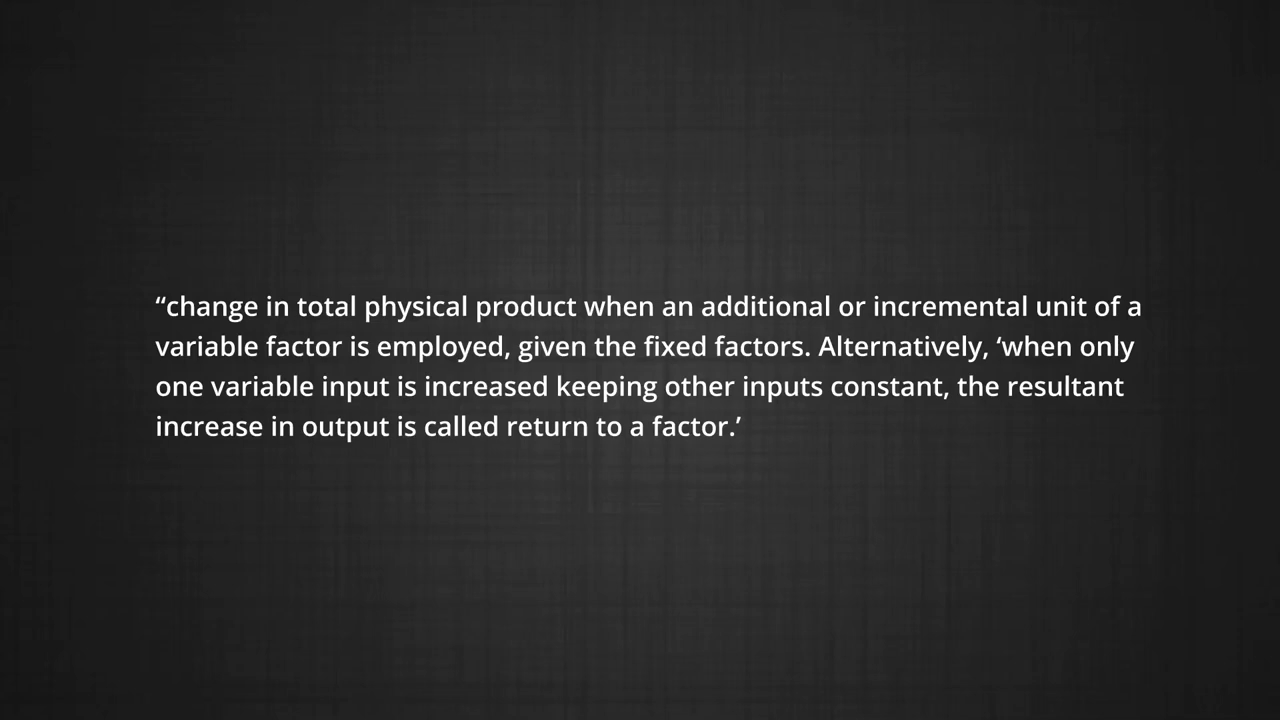 “change in total physical product when an additional or incremental unit of a
variable factor is employed, given the fixed factors. Alternatively, ‘when only
one variable input is increased keeping other inputs constant, the resultant
increase in output is called return to a factor.’